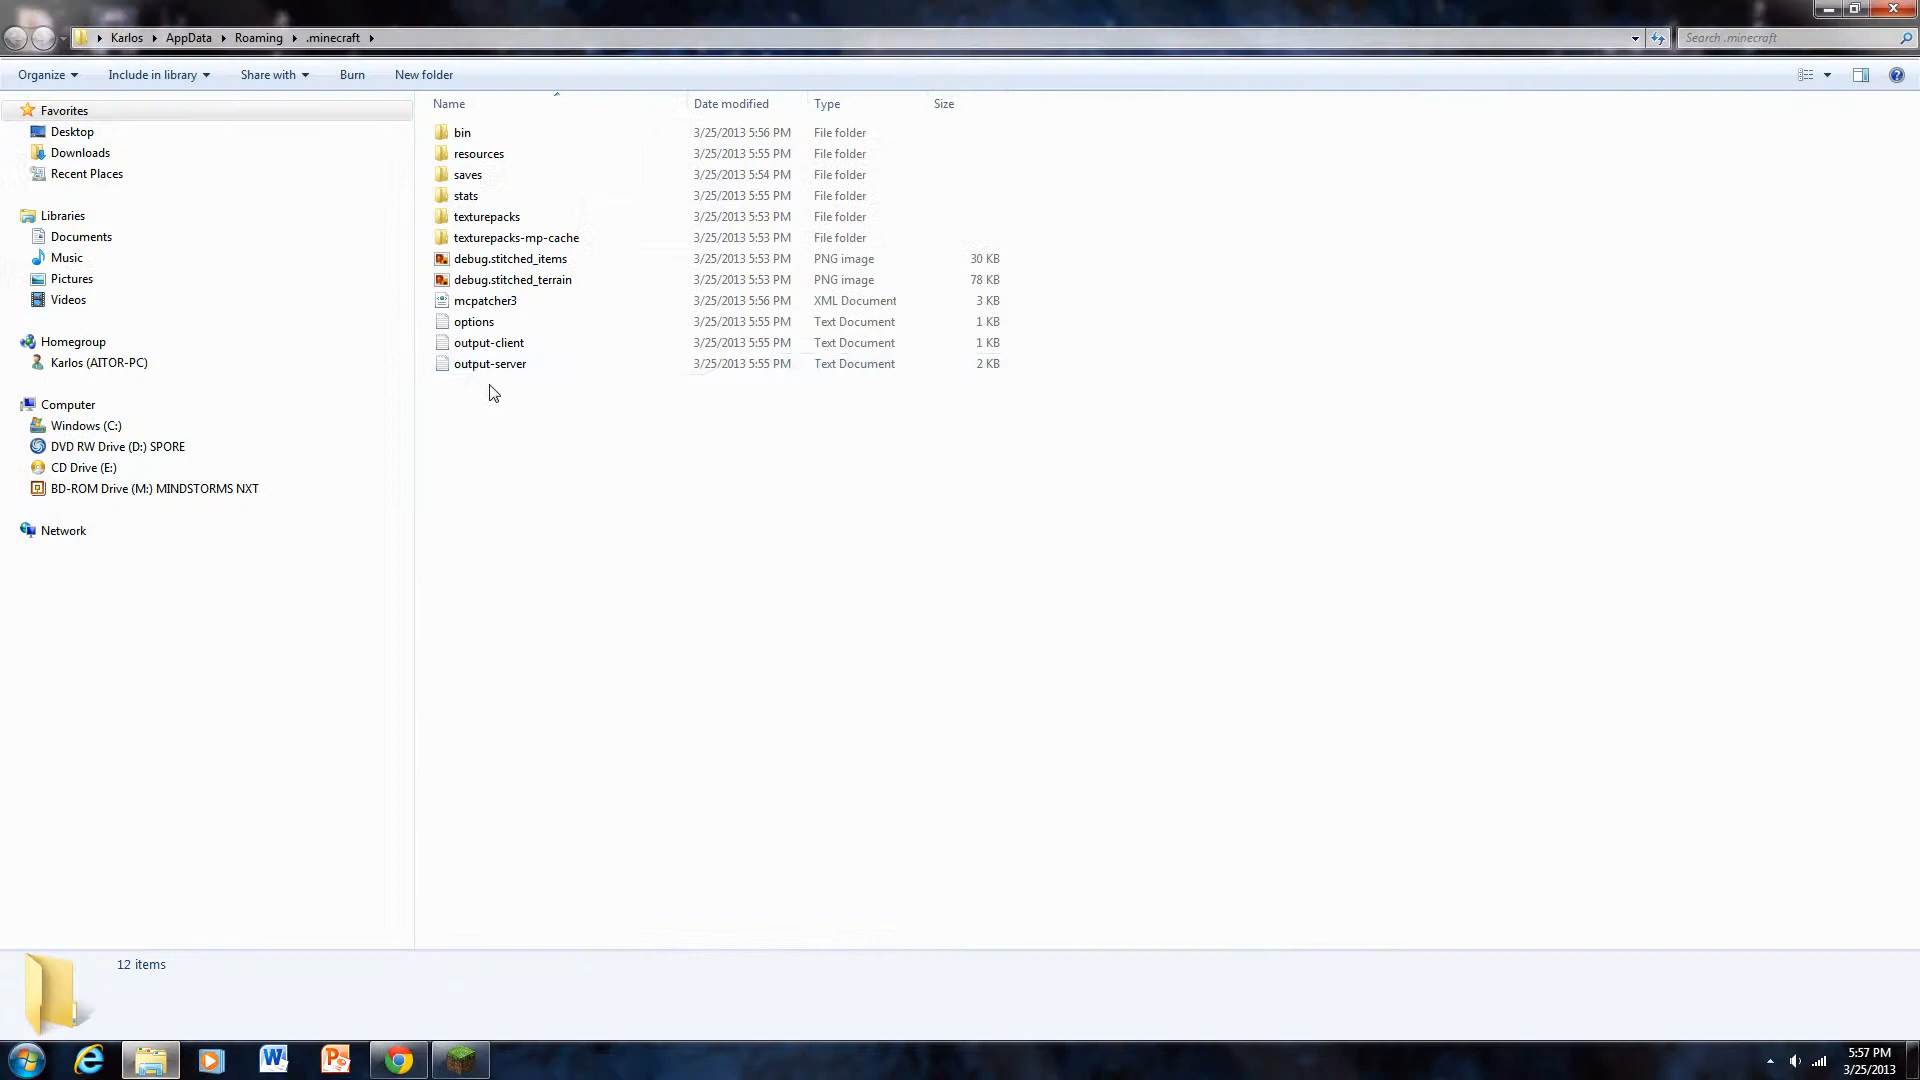 Karlos AppData Roaming .minecraft
Search .minecraft
Organize Include in library Share with Burn New folder
Favorites
Desktop
Downloads
Recent Places
Libraries
Documents
Music
Pictures
Videos
Homegroup
Karlos (AITOR-PC)
Computer
Windows (C:)
DVD RW Drive (D:) SPORE
CD Drive (E:)
BD-ROM Drive (M:) MINDSTORMS NXT
Network
Name Date modified Type Size
bin 3/25/2013 5:56 PM File folder
resources 3/25/2013 5:55 PM File folder
saves 3/25/2013 5:54 PM File folder
stats 3/25/2013 5:55 PM File folder
texturepacks 3/25/2013 5:53 PM File folder
texturepacks-mp-cache 3/25/2013 5:53 PM File folder
debug.stitched_items 3/25/2013 5:53 PM PNG image 30 KB
debug.stitched_terrain 3/25/2013 5:53 PM PNG image 78 KB
mcpatcher3 3/25/2013 5:56 PM XML Document 3 KB
options 3/25/2013 5:55 PM Text Document 1 KB
output-client 3/25/2013 5:55 PM Text Document 1 KB
output-server 3/25/2013 5:55 PM Text Document 2 KB
12 items
5:57 PM
3/25/2013